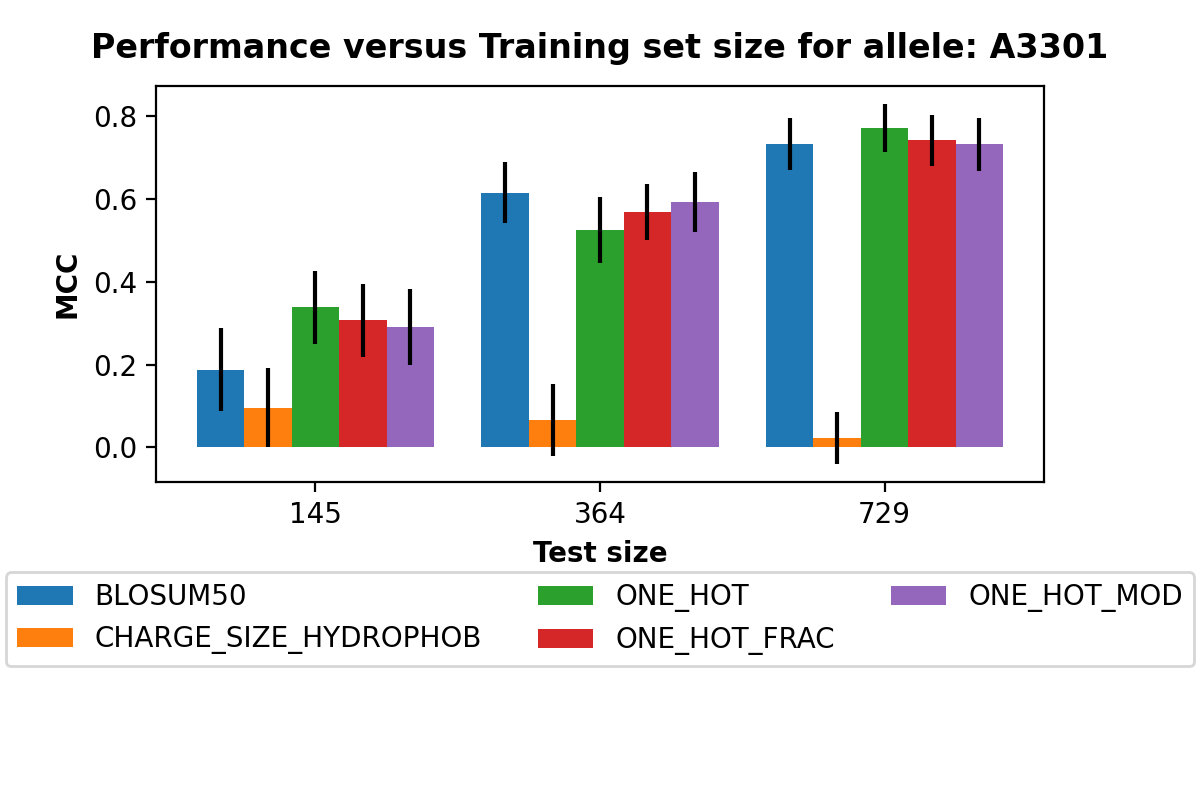 Performance versus Training set size for allele: A3301
MCC
0.8
0.6
0.4
0.2
0.0
145 364 729
Test size
BLOSUM50 ONE_HOT ONE_HOT_MOD
CHARGE_SIZE_HYDROPHOB ONE_HOT_FRAC